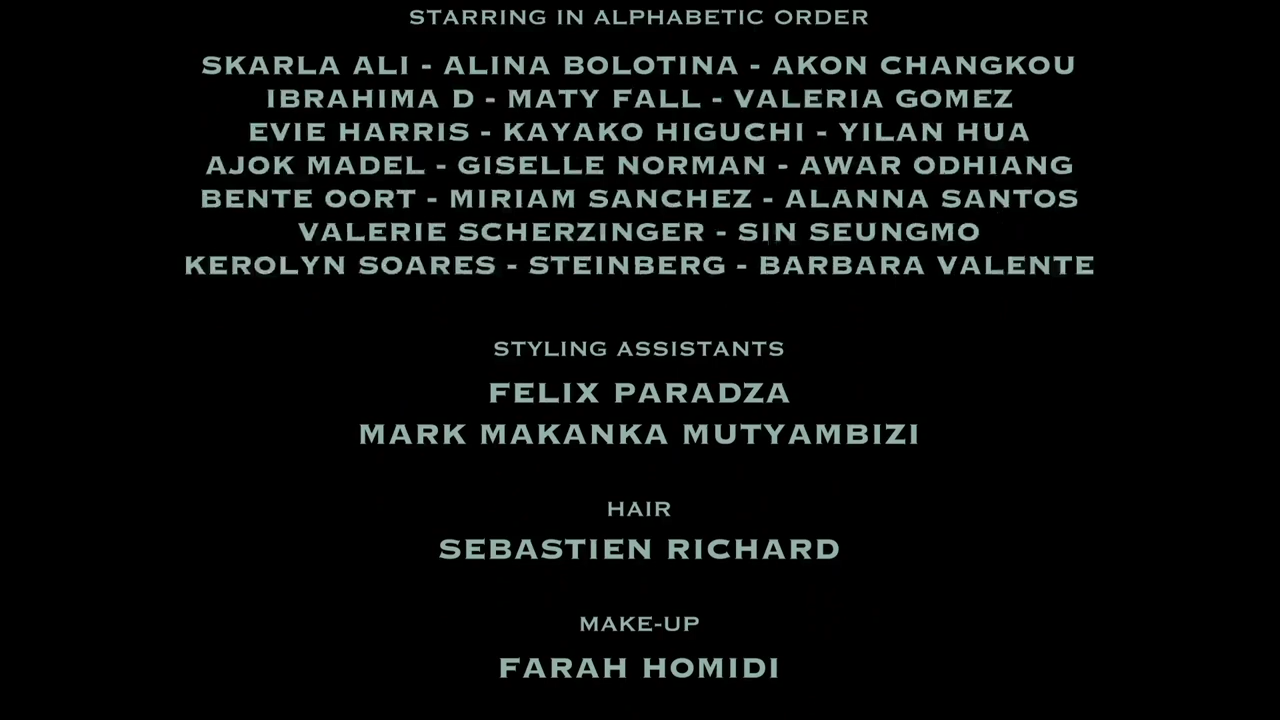 STARRING IN ALPHABETIC ORDER
SKARLA ALI - ALINA BOLOTINA - AKON CHANGKOU
IBRAHIMA D - MATY FALL - VALERIA GOMEZ
EVIE HARRIS - KAYAKO HIGUCHI - YILAN HUA
AJOK MADEL - GISELLE NORMAN - AWAR ODHIANG
BENTE OORT - MIRIAM SANCHEZ - ALANNA SANTOS
VALERIE SCHERZINGER - SIN SEUNGMO
KEROLYN SOARES - STEINBERG - BARBARA VALENTE
STYLING ASSISTANTS
FELIX PARADZA
MARK MAKANKA MUTYAMBIZI
HAIR
SEBASTIEN RICHARD
MAKE-UP
FARAH HOMIDI